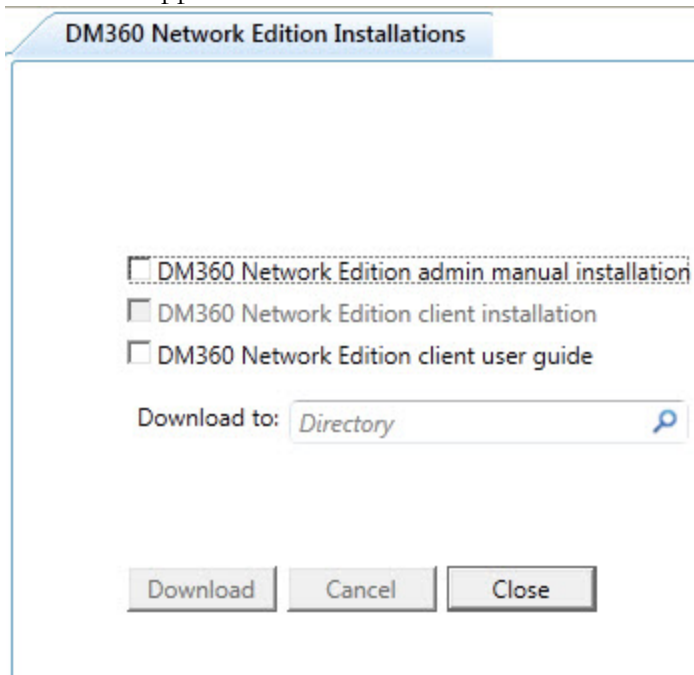 DM360 Network Edition Installations
DM360 Network Edition admin manual installation
DM360 Network Edition client installation
DM360 Network Edition client user guide
Download to: Directory
Download Cancel Close